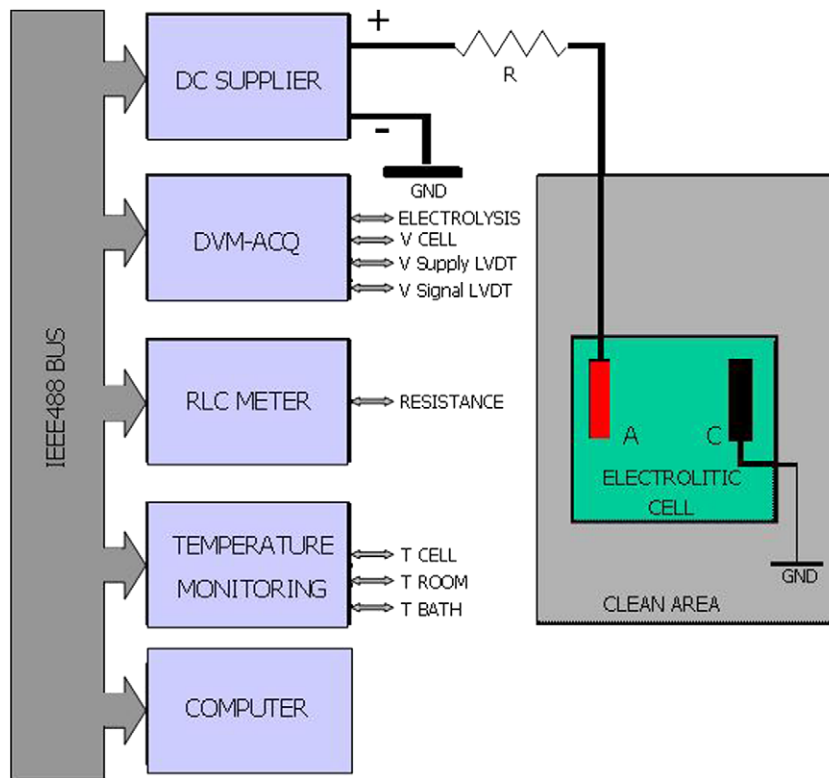 IEEE488 BUS
DC SUPPLIER
+
-
GND
R
DVM-ACQ
ELECTROLYSIS
V CELL
V Supply LVDT
V Signal LVDT
RLC METER
RESISTANCE
TEMPERATURE
MONITORING
T CELL
T ROOM
T BATH
COMPUTER
A
C
ELECTROLITIC
CELL
GND
CLEAN AREA